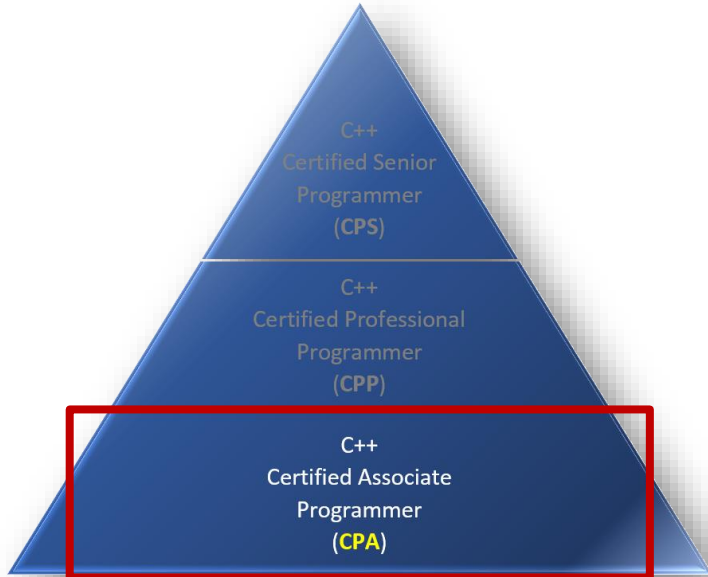 C++
Certified Senior
Programmer
(CPS)
C++
Certified Professional
Programmer
(CPP)
C++
Certified Associate
Programmer
(CPA)